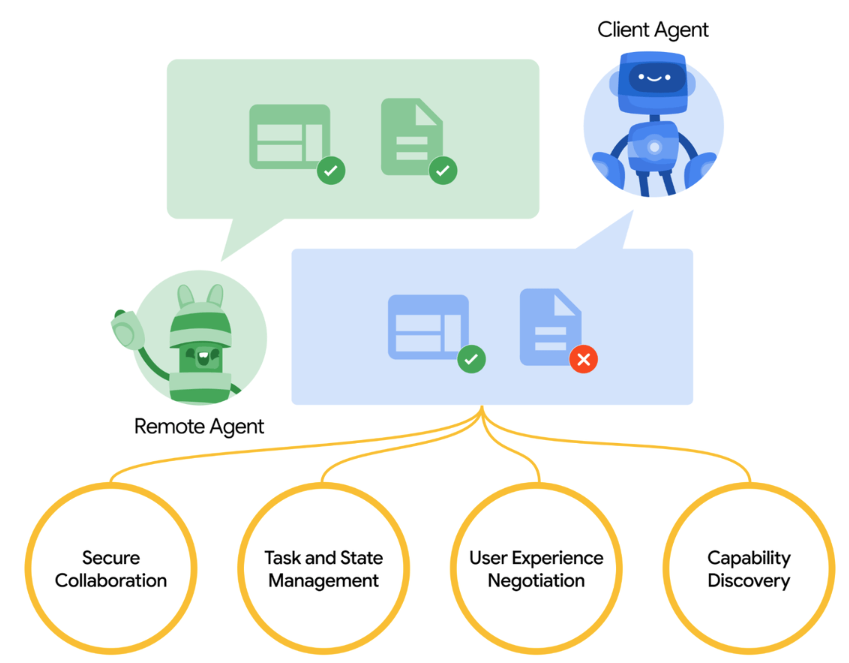 Client Agent
Remote Agent
Secure
Collaboration
Task and State
Management
User Experience
Negotiation
Capability
Discovery